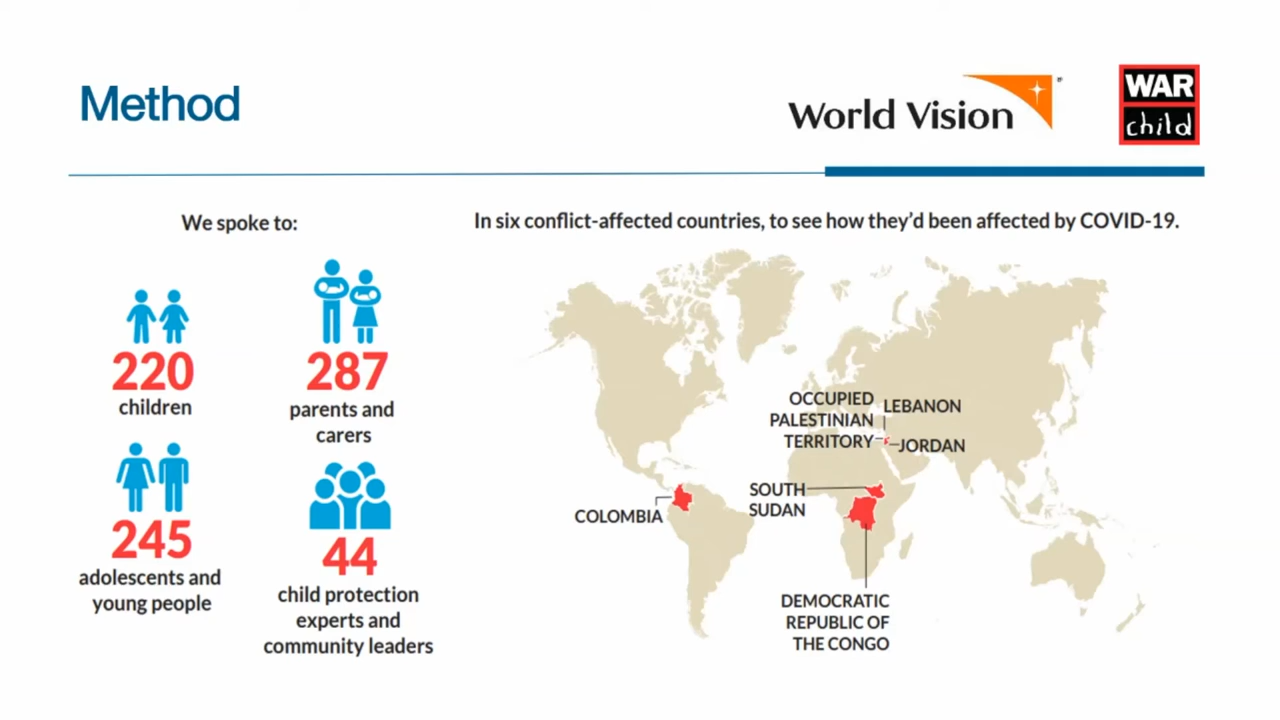 Method
World Vision
WAR
child
We spoke to:
220
children
287
parents and
carers
245
adolescents and
young people
44
child protection
experts and
community leaders
In six conflict-affected countries, to see how they'd been affected by COVID-19.
OCCUPIED
PALESTINIAN
TERRITORY
LEBANON
JORDAN
SOUTH
SUDAN
COLOMBIA
DEMOCRATIC
REPUBLIC OF
THE CONGO